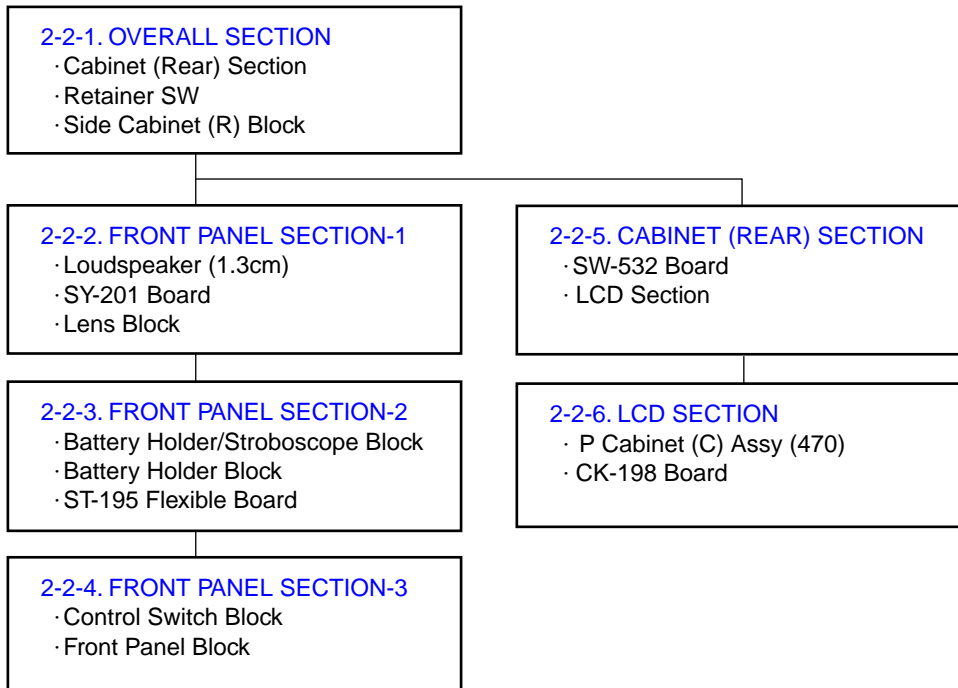 2-2-1. OVERALL SECTION
· Cabinet (Rear) Section
· Retainer SW
· Side Cabinet (R) Block
2-2-2. FRONT PANEL SECTION-1
· Loudspeaker (1.3cm)
· SY-201 Board
· Lens Block
2-2-3. FRONT PANEL SECTION-2
· Battery Holder/Stroboscope Block
· Battery Holder Block
· ST-195 Flexible Board
2-2-4. FRONT PANEL SECTION-3
· Control Switch Block
· Front Panel Block
2-2-5. CABINET (REAR) SECTION
· SW-532 Board
· LCD Section
2-2-6. LCD SECTION
· P Cabinet (C) Assy (470)
· CK-198 Board